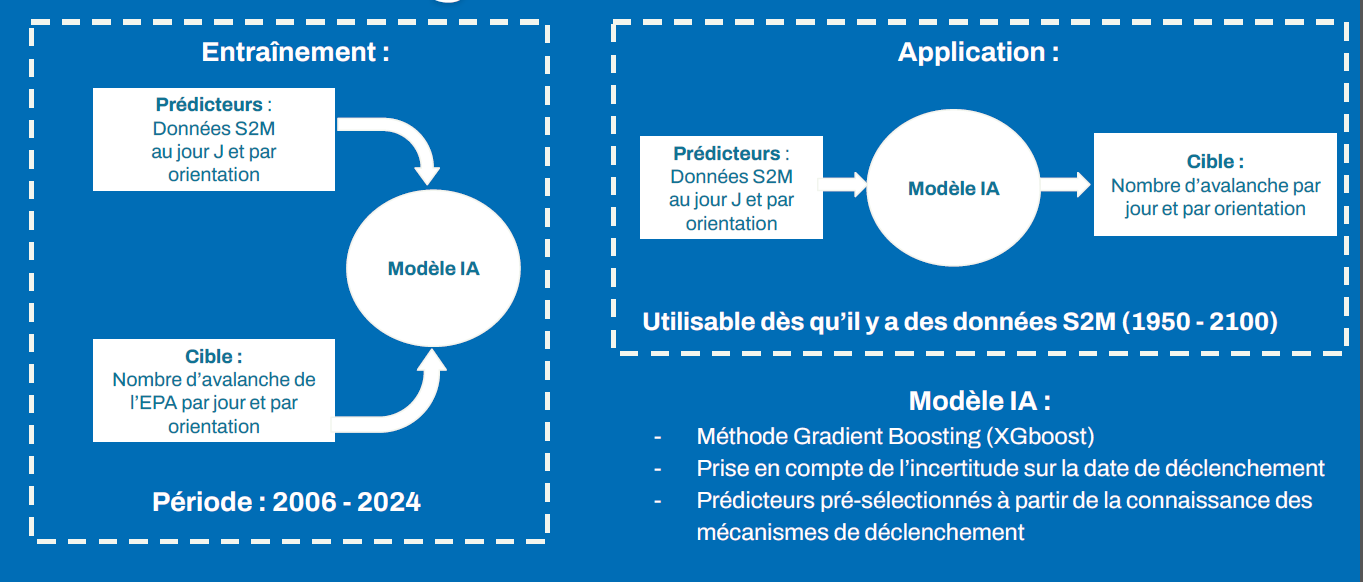 Entraînement :
Prédicteurs :
Données S2M
au jour J et par
orientation
Modèle IA
Cible :
Nombre d'avalanche de
l'EPA par jour et par
orientation
Période : 2006 - 2024
Application :
Prédicteurs :
Données S2M
au jour J et par
orientation
Modèle IA
Cible :
Nombre d'avalanche par
jour et par orientation
Utilisable dès qu'il y a des données S2M (1950 - 2100)
Modèle IA :
- Méthode Gradient Boosting (XGboost)
- Prise en compte de l'incertitude sur la date de déclenchement
- Prédicteurs pré-sélectionnés à partir de la connaissance des
mécanismes de déclenchement